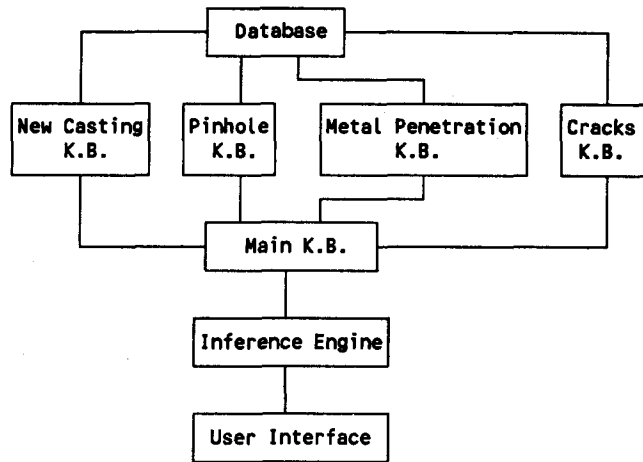 Database
New Casting
K.B.
Pinhole
K.B.
Metal Penetration
K.B.
Cracks
K.B.
Main K.B.
Inference Engine
User Interface